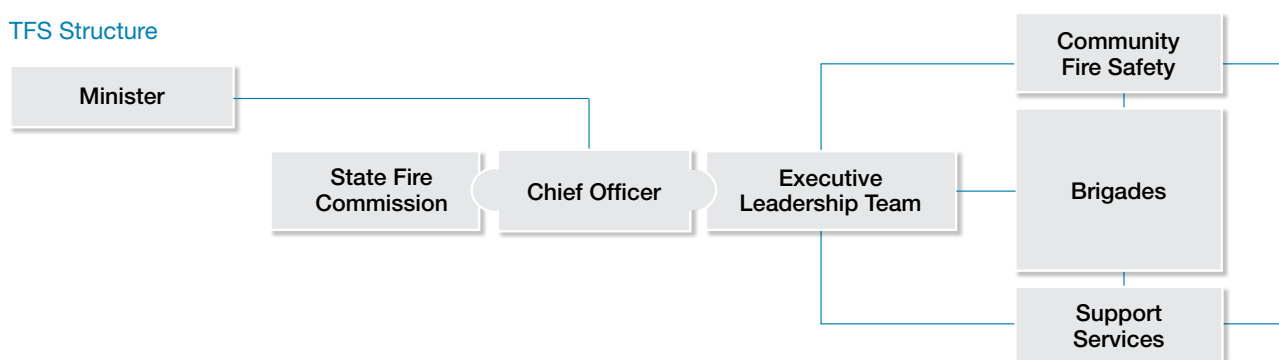 TFS Structure
Minister
State Fire
Commission
Chief Officer
Executive
Leadership Team
Community
Fire Safety
Brigades
Support
Services